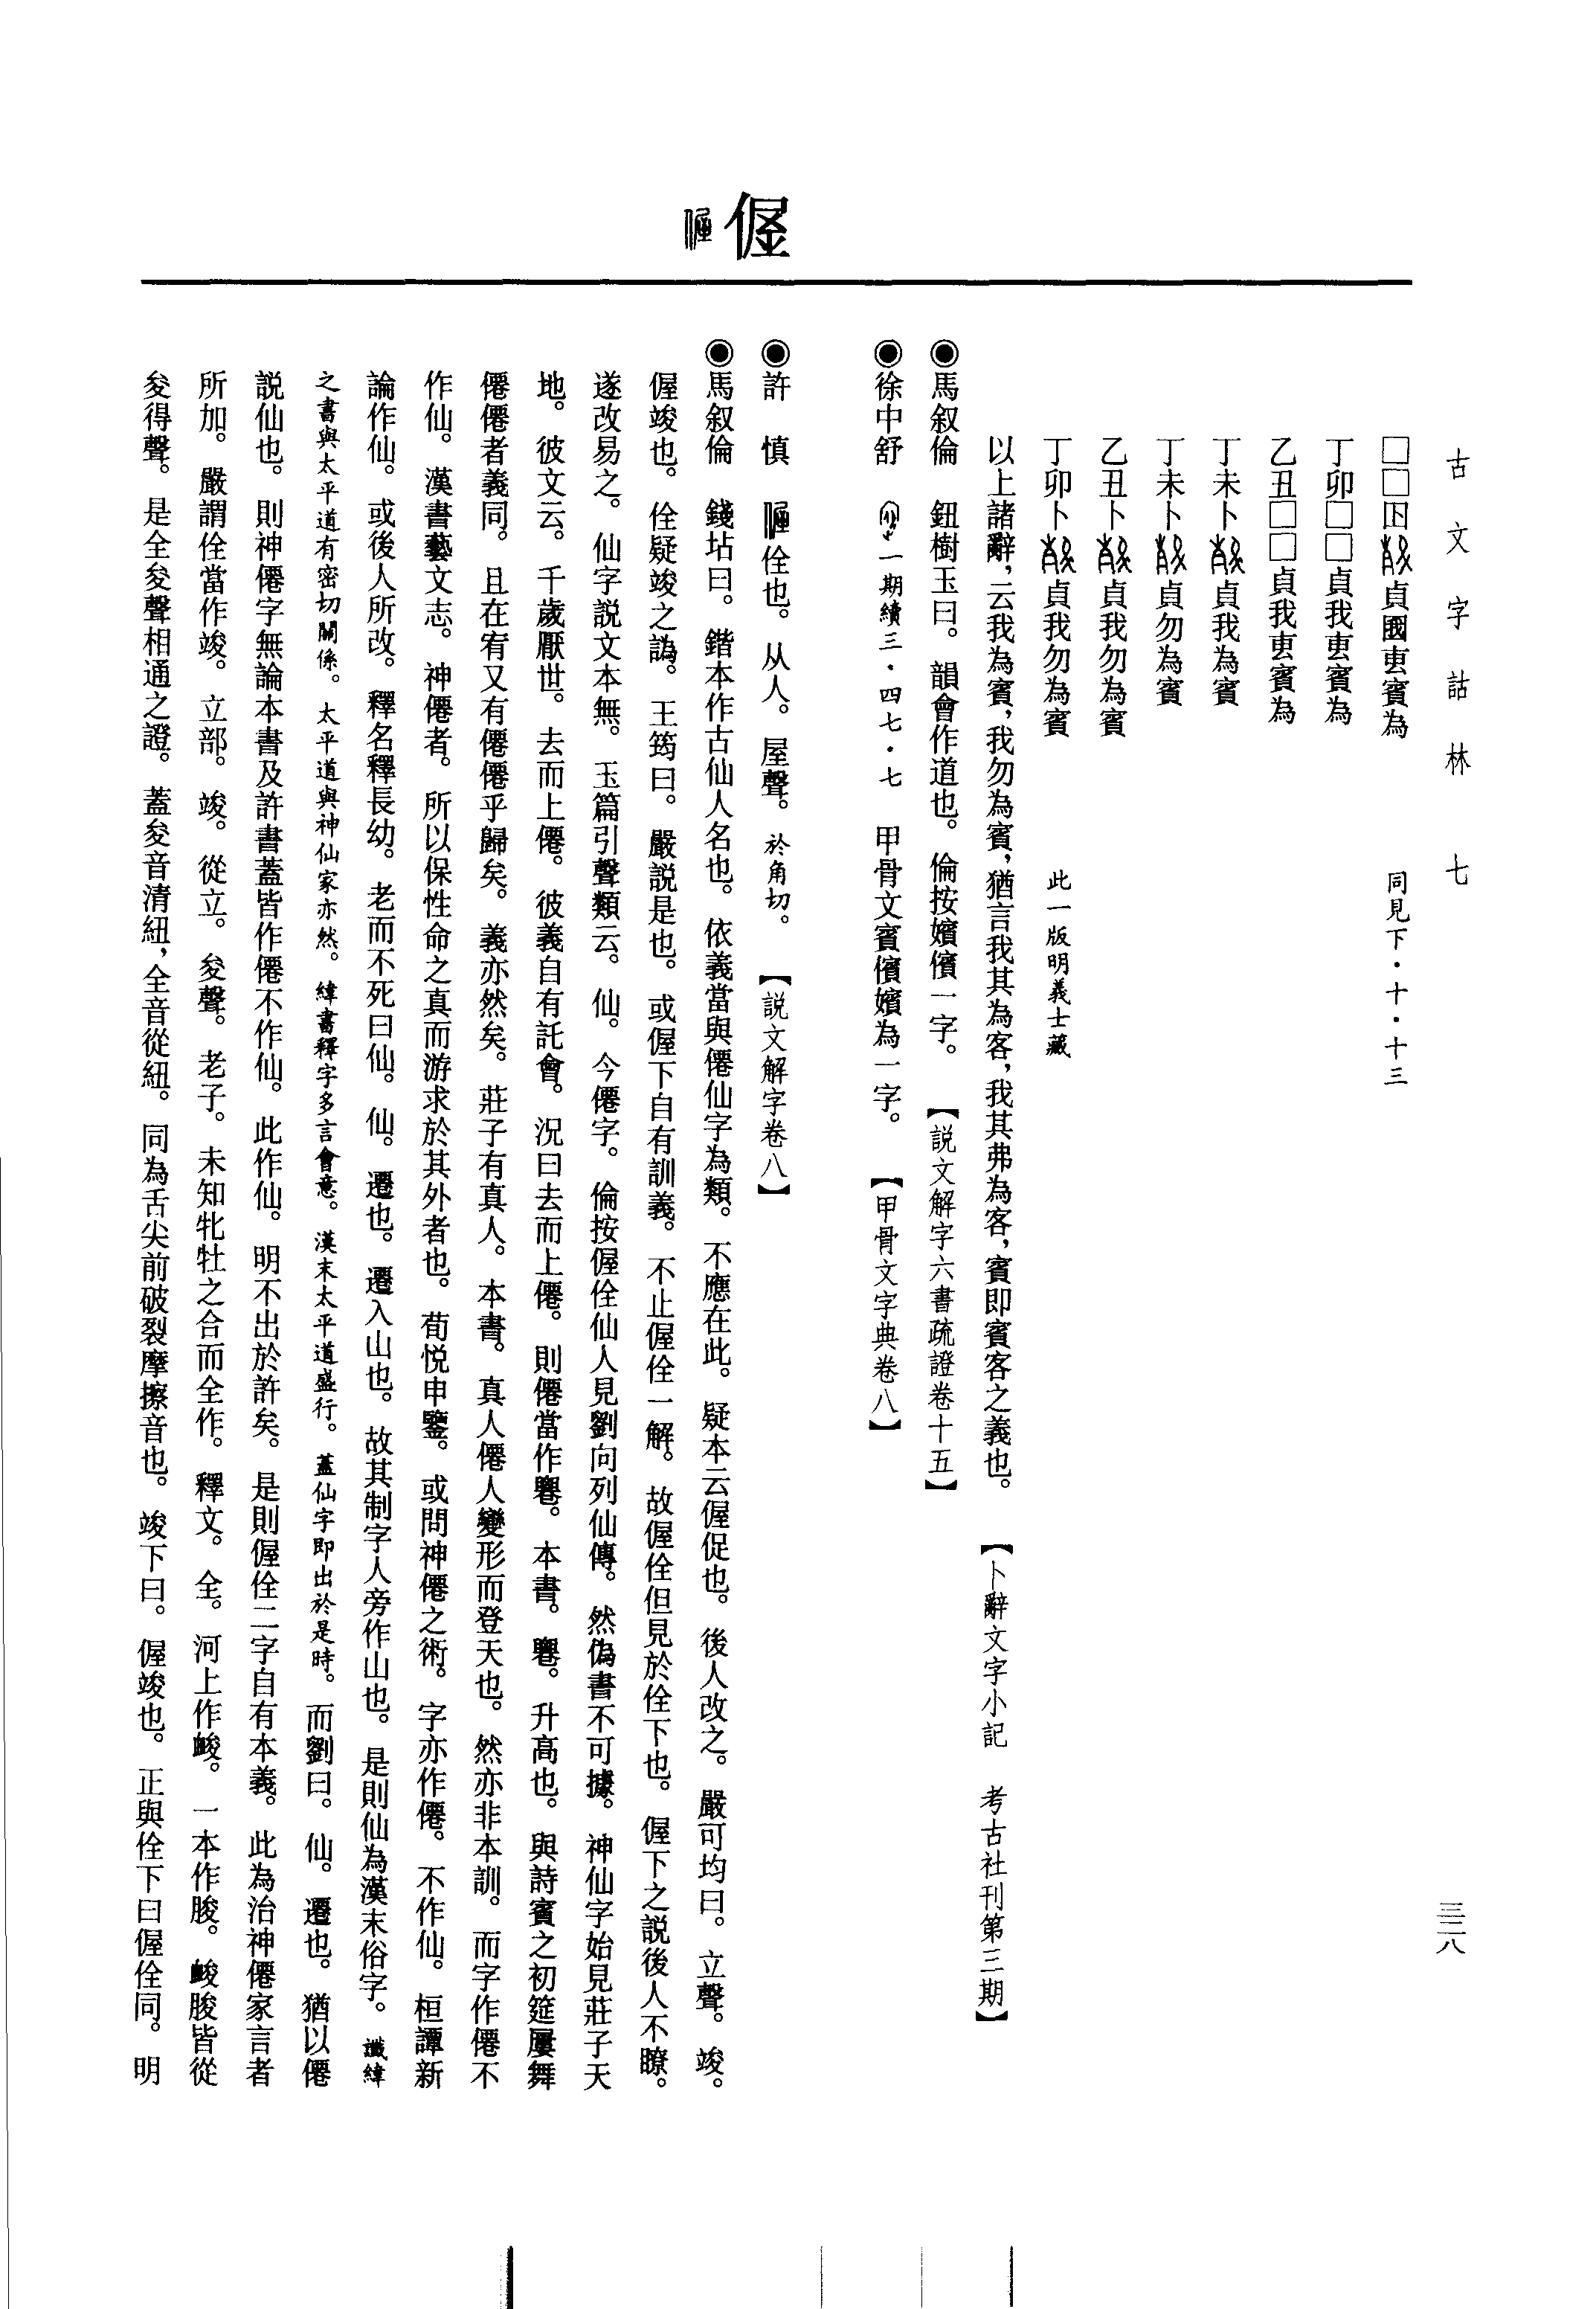 古文字詁林 七
三二八
偓
□□囗貞國叀賓為 同見下·十·十三
丁卯□□貞我叀賓為
乙丑□□貞我叀賓為
丁未卜貞我為賓
丁未卜貞勿為賓
乙丑卜貞我勿為賓
丁卯卜貞我勿為賓 此一版明義士藏
以上諸辭，云我為賓，我勿為賓，猶言我其為客，我其弗為客，賓即賓客之義也。 【卜辭文字小記 考古社刊第三期】
◉馬叙倫 鈕樹玉曰。韻會作道也。倫按嬪儐一字。 【説文解字六書疏證卷十五】
◉徐中舒 一期續三·四七·七 甲骨文賓儐嬪為一字。 【甲骨文字典卷八】
◉許 慎 佺也。从人。屋聲。於角切。 【説文解字卷八】
◉馬叙倫 錢坫曰。鍇本作古仙人名也。依義當與僊仙字為類。不應在此。疑本云偓促也。後人改之。嚴可均曰。立聲。竣。
偓竣也。佺疑竣之譌。王筠曰。嚴説是也。或偓下自有訓義。不止偓佺一解。故偓佺但見於佺下也。偓下之説後人不瞭。
遂改易之。仙字説文本無。玉篇引聲類云。仙。今僊字。倫按偓佺仙人見劉向列仙傳。然偽書不可據。神仙字始見莊子天
地。彼文云。千歲厭世。去而上僊。彼義自有託會。況曰去而上僊。則僊當作䙴。本書。䙴。升高也。與詩賓之初筵屢舞
僊僊者義同。且在宥又有僊僊乎歸矣。義亦然矣。莊子有真人。本書。真人僊人變形而登天也。然亦非本訓。而字作僊不
作仙。漢書藝文志。神僊者。所以保性命之真而游求於其外者也。荀悦申鑒。或問神僊之術。字亦作僊。不作仙。桓譚新
論作仙。或後人所改。釋名釋長幼。老而不死曰仙。仙。遷也。遷入山也。故其制字人旁作山也。是則仙為漢末俗字。讖緯
之書與太平道有密切關係。太平道與神仙家亦然。緯書釋字多言會意。漢末太平道盛行。蓋仙字即出於是時。而劉曰。仙。遷也。猶以僊
説仙也。則神僊字無論本書及許書蓋皆作僊不作仙。此作仙。明不出於許矣。是則偓佺二字自有本義。此為治神僊家言者
所加。嚴謂佺當作竣。立部。竣。從立。夋聲。老子。未知牝牡之合而全作。釋文。全。河上作峻。一本作朘。峻朘皆從
夋得聲。是全夋聲相通之證。蓋夋音清紐，全音從紐。同為舌尖前破裂摩擦音也。竣下曰。偓竣也。正與佺下曰偓佺同。明